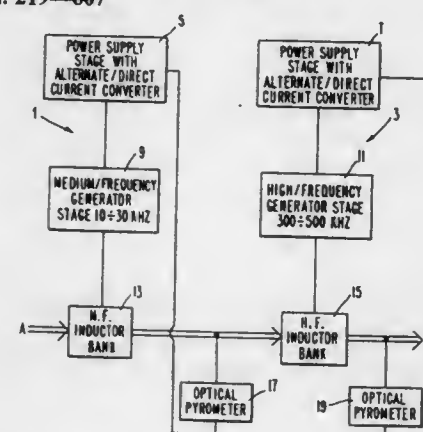 219—607
5
POWER SUPPLY
STAGE WITH
ALTERNATE/DIRECT
CURRENT CONVERTER
7
POWER SUPPLY
STAGE WITH
ALTERNATE/DIRECT
CURRENT CONVERTER
1
3
9
MEDIUM/FREQUENCY
GENERATOR
STAGE 10÷30 KHZ
11
HIGH/FREQUENCY
GENERATOR STAGE
300÷500 KHZ
13
M.F.
INDUCTOR
BANK
15
H.F.
INDUCTOR
BANK
A
OPTICAL
PYROMETER
17
19
OPTICAL
PYROMETER